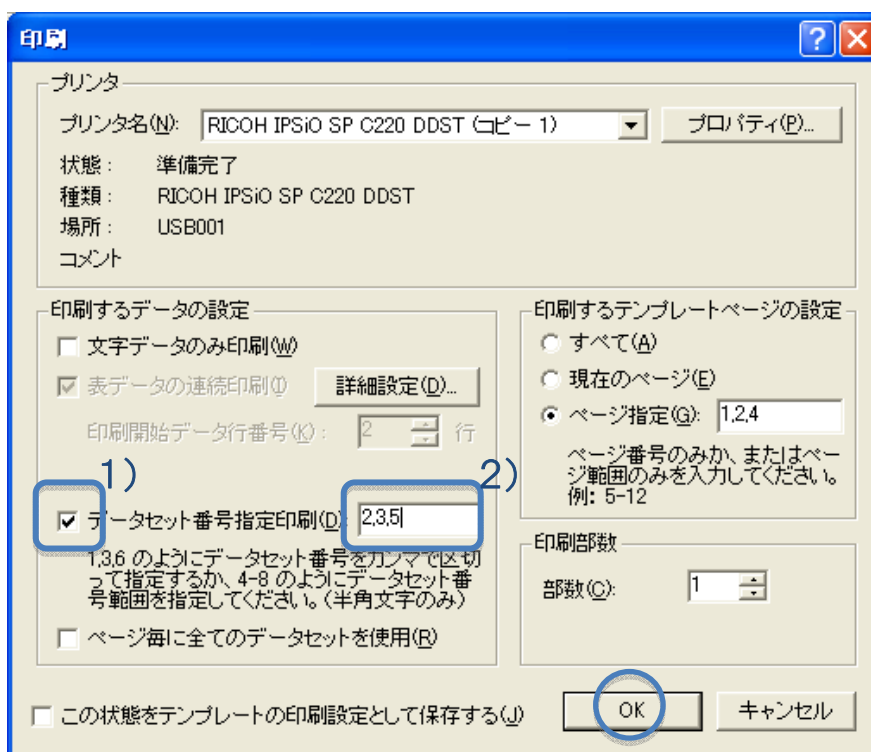 印刷
プリンタ
プリンタ名(N): RICOH IPSiO SP C220 DDST (コピー 1) プロパティ(P)...
状態： 準備完了
種類： RICOH IPSiO SP C220 DDST
場所： USB001
コメント
印刷するデータの設定
文字データのみ印刷(W)
表データの連続印刷(I) 詳細設定(D)...
印刷開始データ行番号(K)： 2 行
1)
2)
データセット番号指定印刷(D): 2,3,5
1,3,6 のようにデータセット番号をカンマで区切
って指定するか、4-8 のようにデータセット番
号範囲を指定してください。(半角文字のみ)
ページ毎に全てのデータセットを使用(R)
印刷するテンプレートページの設定
すべて(A)
現在のページ(E)
ページ指定(G): 1,2,4
ページ番号のみか、またはペー
ジ範囲のみを入力してください。
例: 5-12
印刷部数
部数(C): 1
この状態をテンプレートの印刷設定として保存する(J)
OK キャンセル